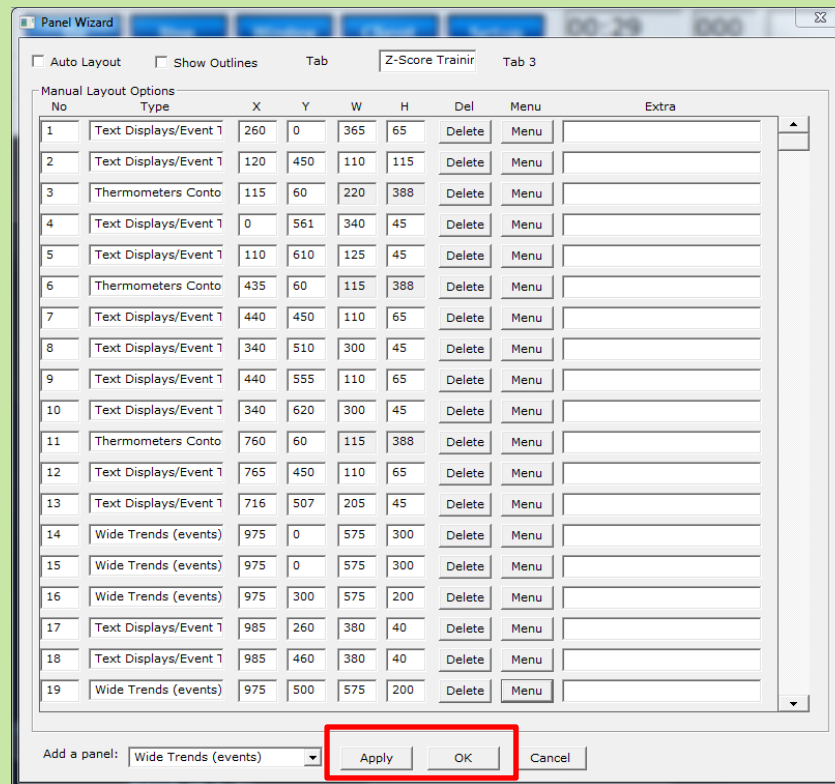 Panel Wizard
00:29 000
Auto Layout Show Outlines Tab Z-Score Trainin Tab 3
Manual Layout Options
No Type X Y W H Del Menu Extra
1 Text Displays/Event T 260 0 365 65 Delete Menu
2 Text Displays/Event T 120 450 110 115 Delete Menu
3 Thermometers Conto 115 60 220 388 Delete Menu
4 Text Displays/Event T 0 561 340 45 Delete Menu
5 Text Displays/Event T 110 610 125 45 Delete Menu
6 Thermometers Conto 435 60 115 388 Delete Menu
7 Text Displays/Event T 440 450 110 65 Delete Menu
8 Text Displays/Event T 340 510 300 45 Delete Menu
9 Text Displays/Event T 440 555 110 65 Delete Menu
10 Text Displays/Event T 340 620 300 45 Delete Menu
11 Thermometers Conto 760 60 115 388 Delete Menu
12 Text Displays/Event T 765 450 110 65 Delete Menu
13 Text Displays/Event T 716 507 205 45 Delete Menu
14 Wide Trends (events) 975 0 575 300 Delete Menu
15 Wide Trends (events) 975 0 575 300 Delete Menu
16 Wide Trends (events) 975 300 575 200 Delete Menu
17 Text Displays/Event T 985 260 380 40 Delete Menu
18 Text Displays/Event T 985 460 380 40 Delete Menu
19 Wide Trends (events) 975 500 575 200 Delete Menu
Add a panel: Wide Trends (events) Apply OK Cancel